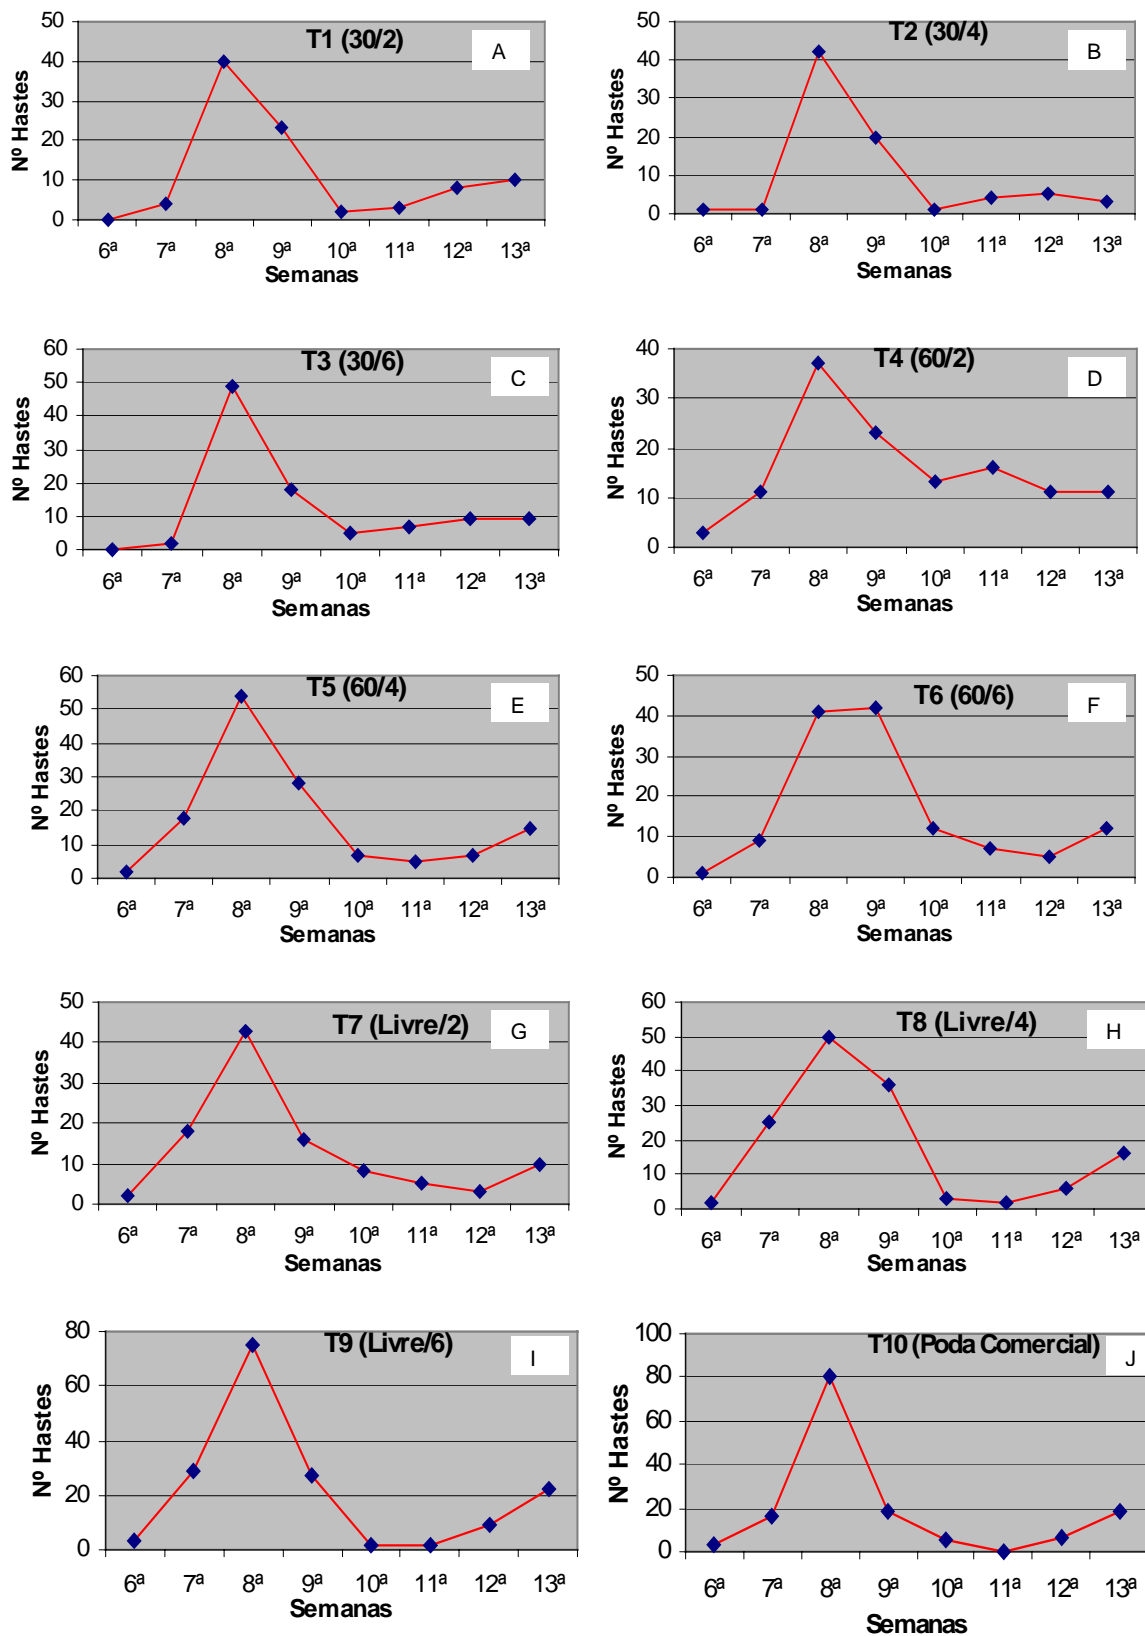 T1 (30/2)
A
Nº Hastes
50
40
30
20
10
0
6ª 7ª 8ª 9ª 10ª 11ª 12ª 13ª
Semanas
T2 (30/4)
B
Nº Hastes
50
40
30
20
10
0
6ª 7ª 8ª 9ª 10ª 11ª 12ª 13ª
Semanas
T3 (30/6)
C
Nº Hastes
60
50
40
30
20
10
0
6ª 7ª 8ª 9ª 10ª 11ª 12ª 13ª
Semanas
T4 (60/2)
D
Nº Hastes
40
30
20
10
0
6ª 7ª 8ª 9ª 10ª 11ª 12ª 13ª
Semanas
T5 (60/4)
E
Nº Hastes
60
50
40
30
20
10
0
6ª 7ª 8ª 9ª 10ª 11ª 12ª 13ª
Semanas
T6 (60/6)
F
Nº Hastes
50
40
30
20
10
0
6ª 7ª 8ª 9ª 10ª 11ª 12ª 13ª
Semanas
T7 (Livre/2)
G
Nº Hastes
50
40
30
20
10
0
6ª 7ª 8ª 9ª 10ª 11ª 12ª 13ª
Semanas
T8 (Livre/4)
H
Nº Hastes
60
50
40
30
20
10
0
6ª 7ª 8ª 9ª 10ª 11ª 12ª 13ª
Semanas
T9 (Livre/6)
I
Nº Hastes
80
60
40
20
0
6ª 7ª 8ª 9ª 10ª 11ª 12ª 13ª
Semanas
T10 (Poda Comercial)
J
Nº Hastes
100
80
60
40
20
0
6ª 7ª 8ª 9ª 10ª 11ª 12ª 13ª
Semanas